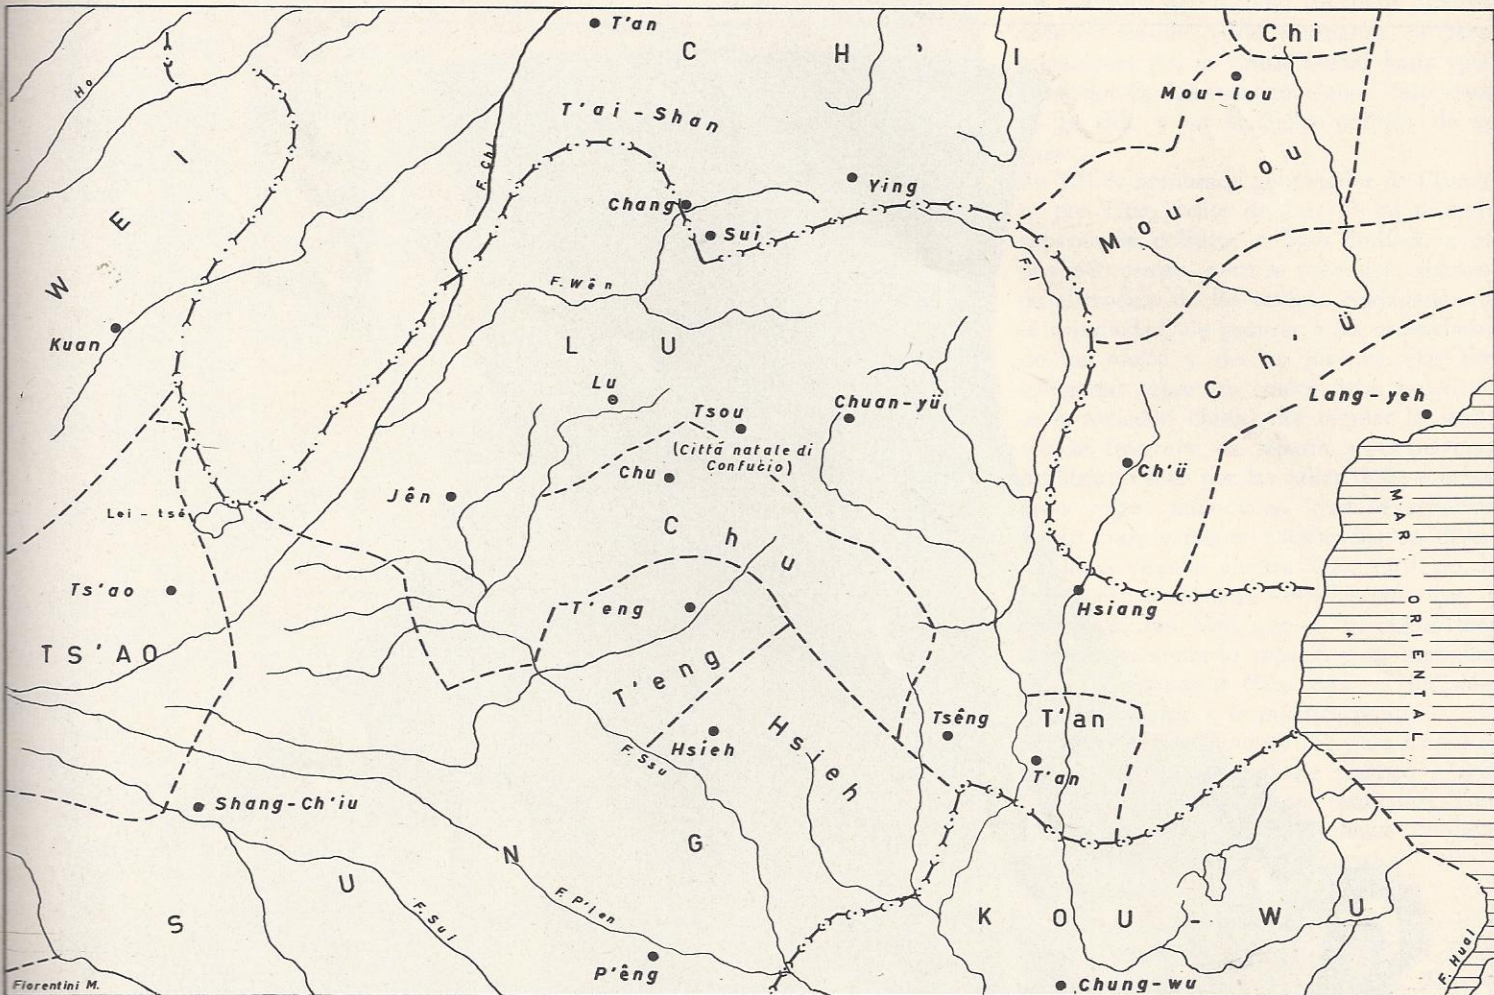 T'an
C H ' I
Chi
Mou-lou
Ho
T'ai-Shan
F. Chi
W E I
Ying
Mou-Lou
Chang
Sui
F. I
F. Wên
Kuan
L U
Ch'ü
Lu
Tsou
(Cittá natale di
Confucio)
Chuan-yü
Lang-yeh
Chu
Ch'ü
Jên
Lei-tsé
Chu
MAR ORIENTAL
Ts'ao
T'eng
Hsiang
TS'AO
T'eng
Hsieh
Tsêng
T'an
F. Ssu
Hsieh
T'an
Shang-Ch'iu
S U N G
F. P'ien
F. Sui
K O U - W U
P'êng
Chung-wu
F. Huai
Fiorentini M.